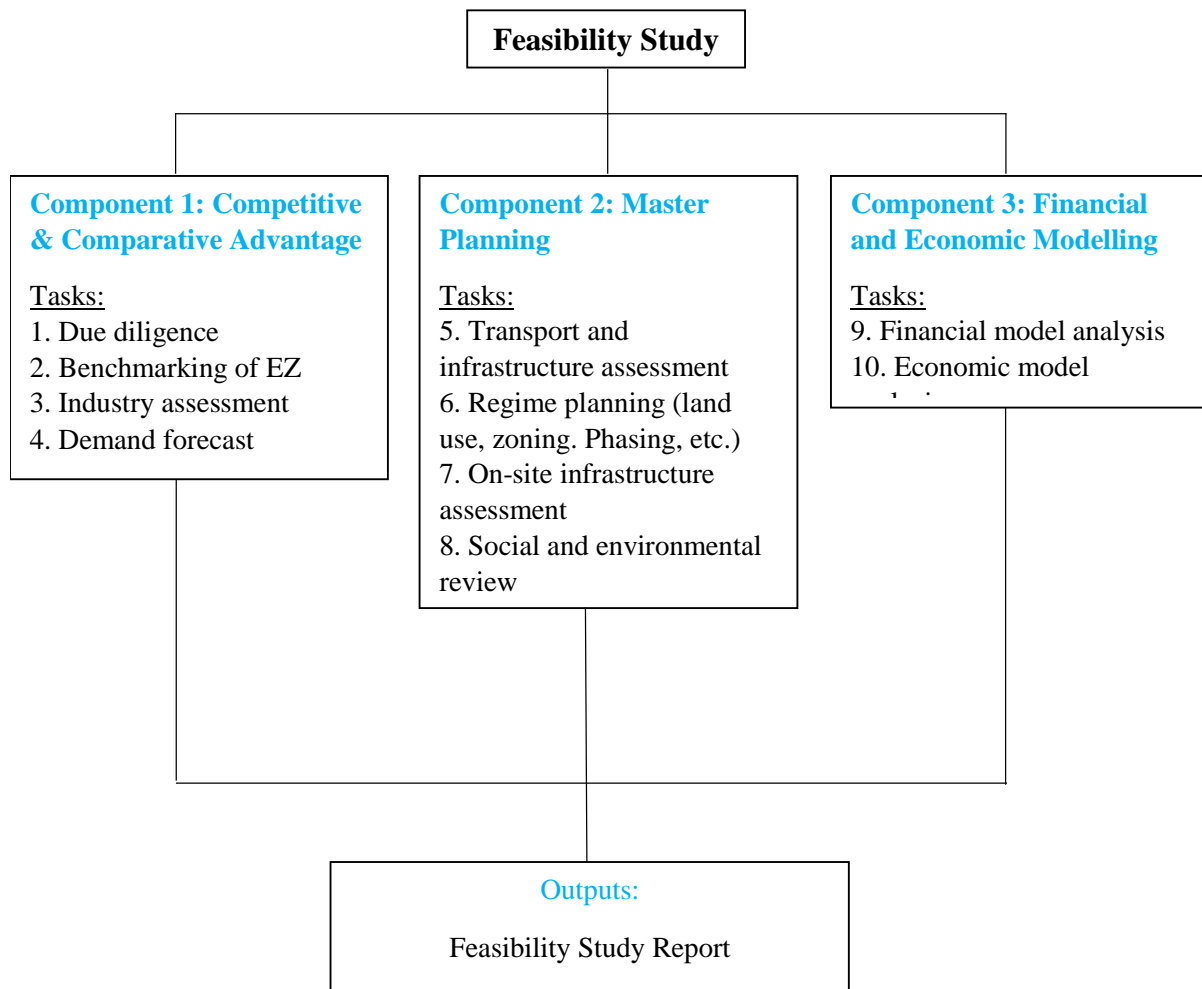 Feasibility Study
Component 1: Competitive
& Comparative Advantage
Tasks:
1. Due diligence
2. Benchmarking of EZ
3. Industry assessment
4. Demand forecast
Component 2: Master
Planning
Tasks:
5. Transport and
infrastructure assessment
6. Regime planning (land
use, zoning. Phasing, etc.)
7. On-site infrastructure
assessment
8. Social and environmental
review
Component 3: Financial
and Economic Modelling
Tasks:
9. Financial model analysis
10. Economic model
Outputs:
Feasibility Study Report